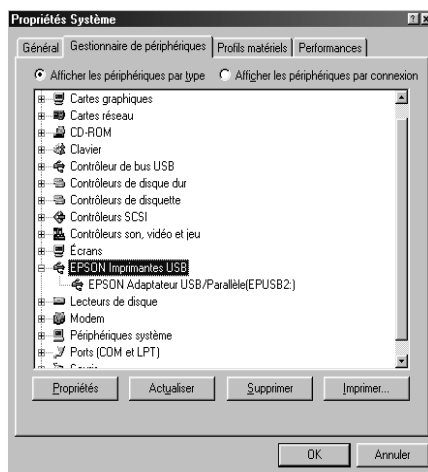 Propriétés Système
Général Gestionnaire de périphériques Profils matériels Performances
Afficher les périphériques par type Afficher les périphériques par connexion
Cartes graphiques
Cartes réseau
CD-ROM
Clavier
Contrôleur de bus USB
Contrôleurs de disque dur
Contrôleurs de disquette
Contrôleurs SCSI
Contrôleurs son, vidéo et jeu
Écrans
EPSON Imprimantes USB
EPSON Adaptateur USB/Parallèle(EPUSB2:)
Lecteurs de disque
Modem
Périphériques système
Ports (COM et LPT)
Propriétés Actualiser Supprimer Imprimer...
OK Annuler